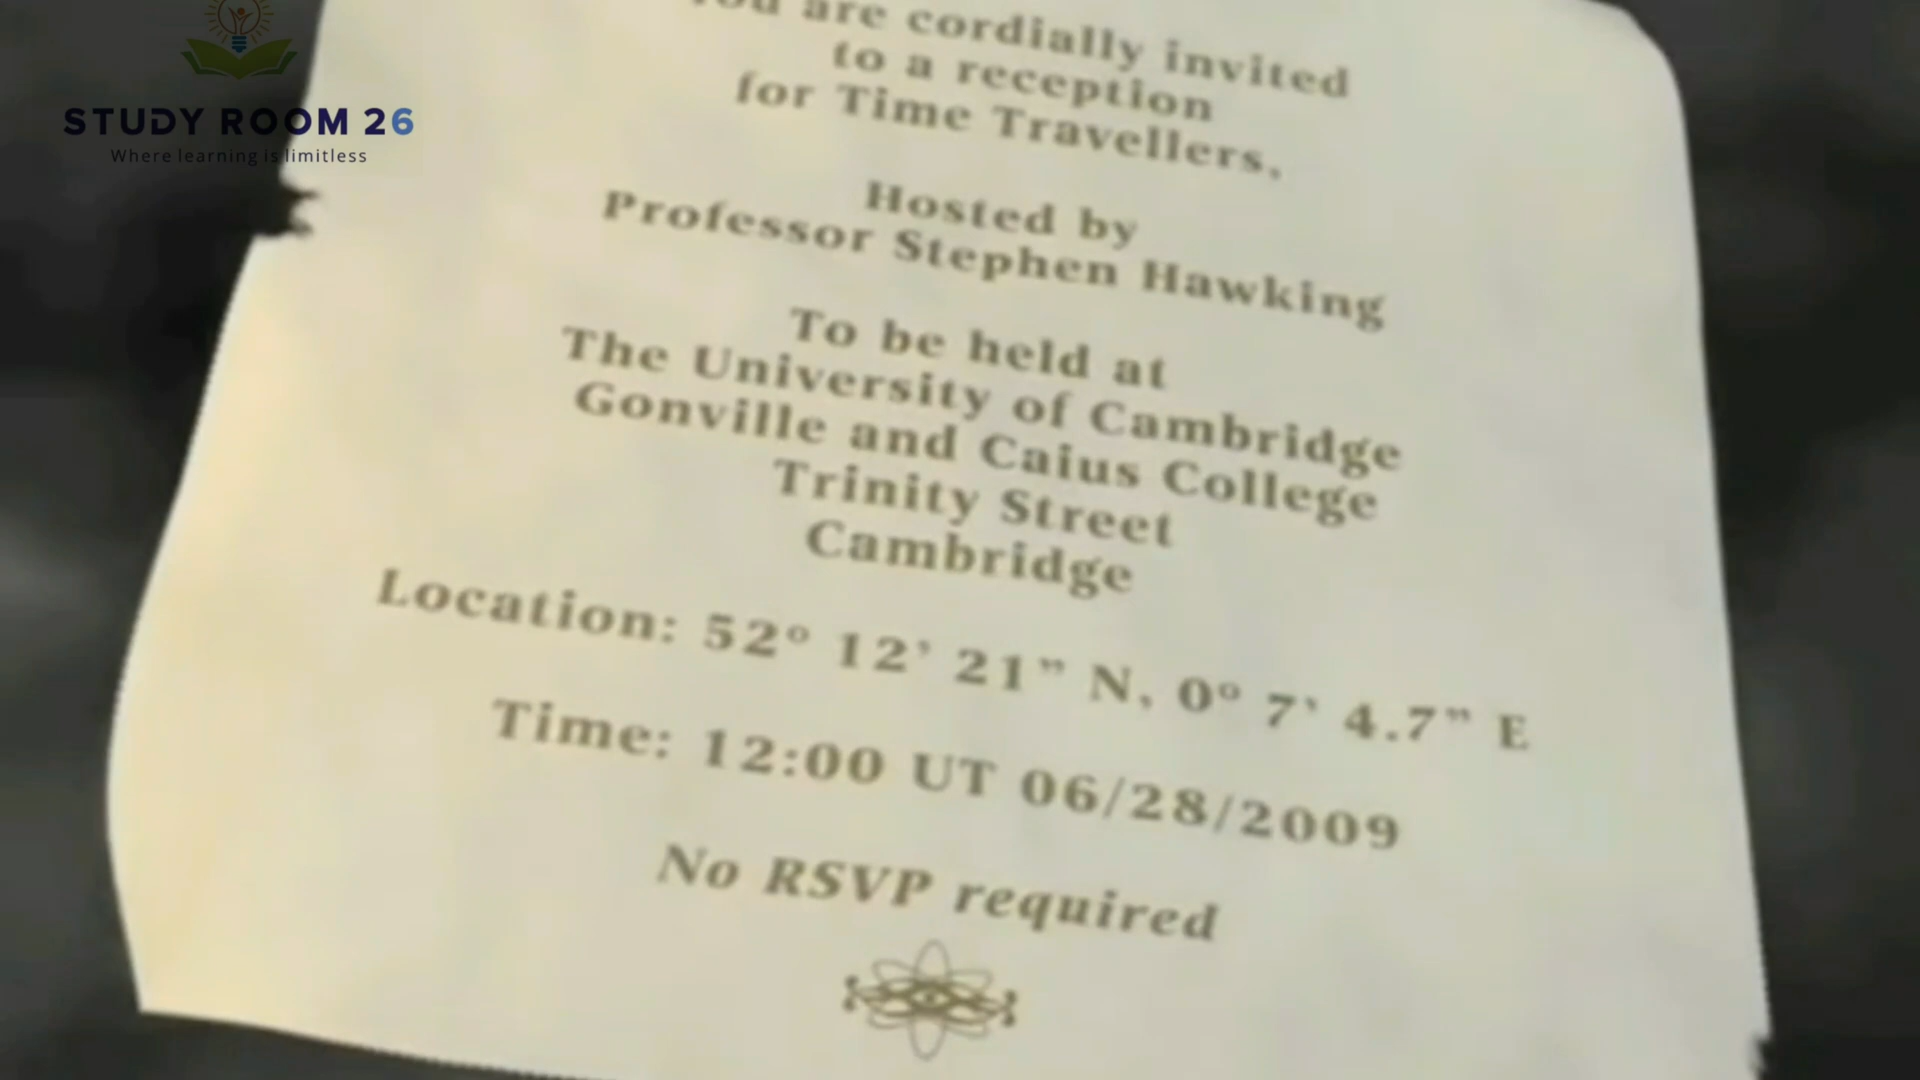 STUDY ROOM 26
Where learning is limitless
You are cordially invited
to a reception
for Time Travellers,
Hosted by
Professor Stephen Hawking
To be held at
The University of Cambridge
Gonville and Caius College
Trinity Street
Cambridge
Location: 52° 12’ 21” N, 0° 7’ 4.7” E
Time: 12:00 UT 06/28/2009
No RSVP required